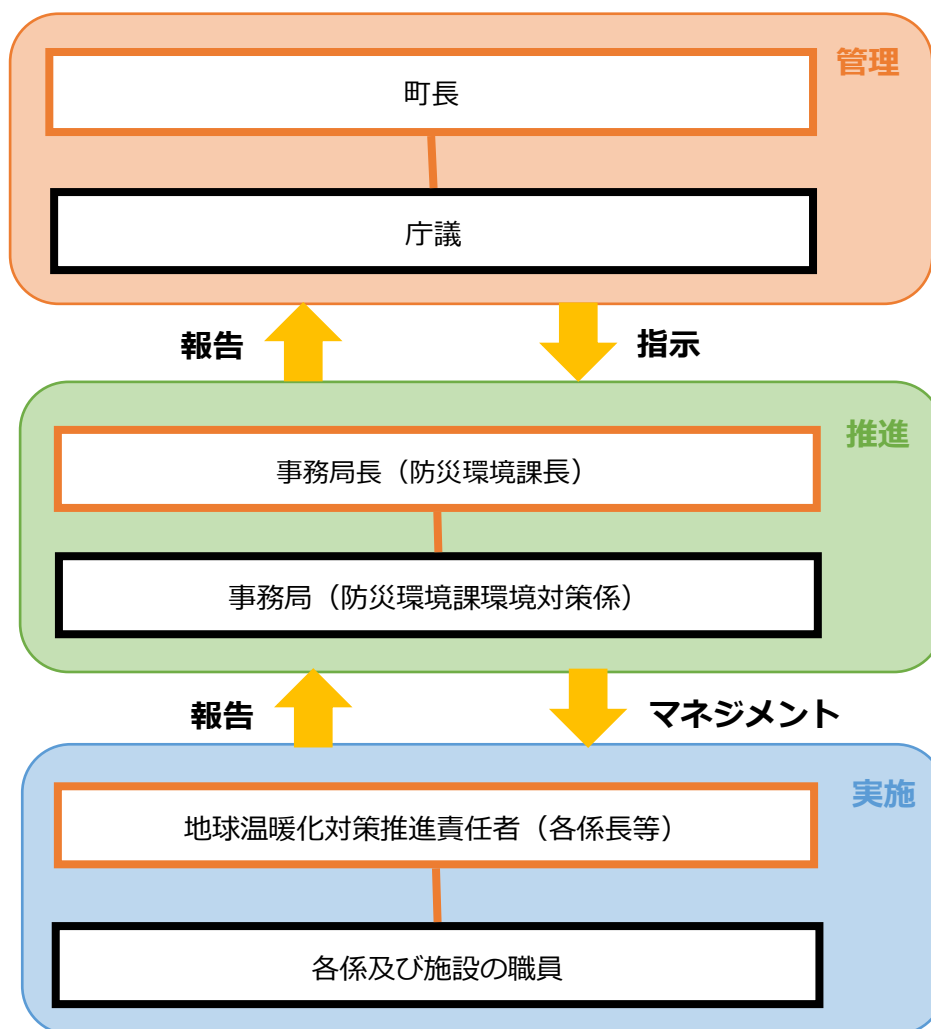 管理
町長
庁議
報告
指示
推進
事務局長（防災環境課長）
事務局（防災環境課環境対策係）
報告
マネジメント
実施
地球温暖化対策推進責任者（各係長等）
各係及び施設の職員